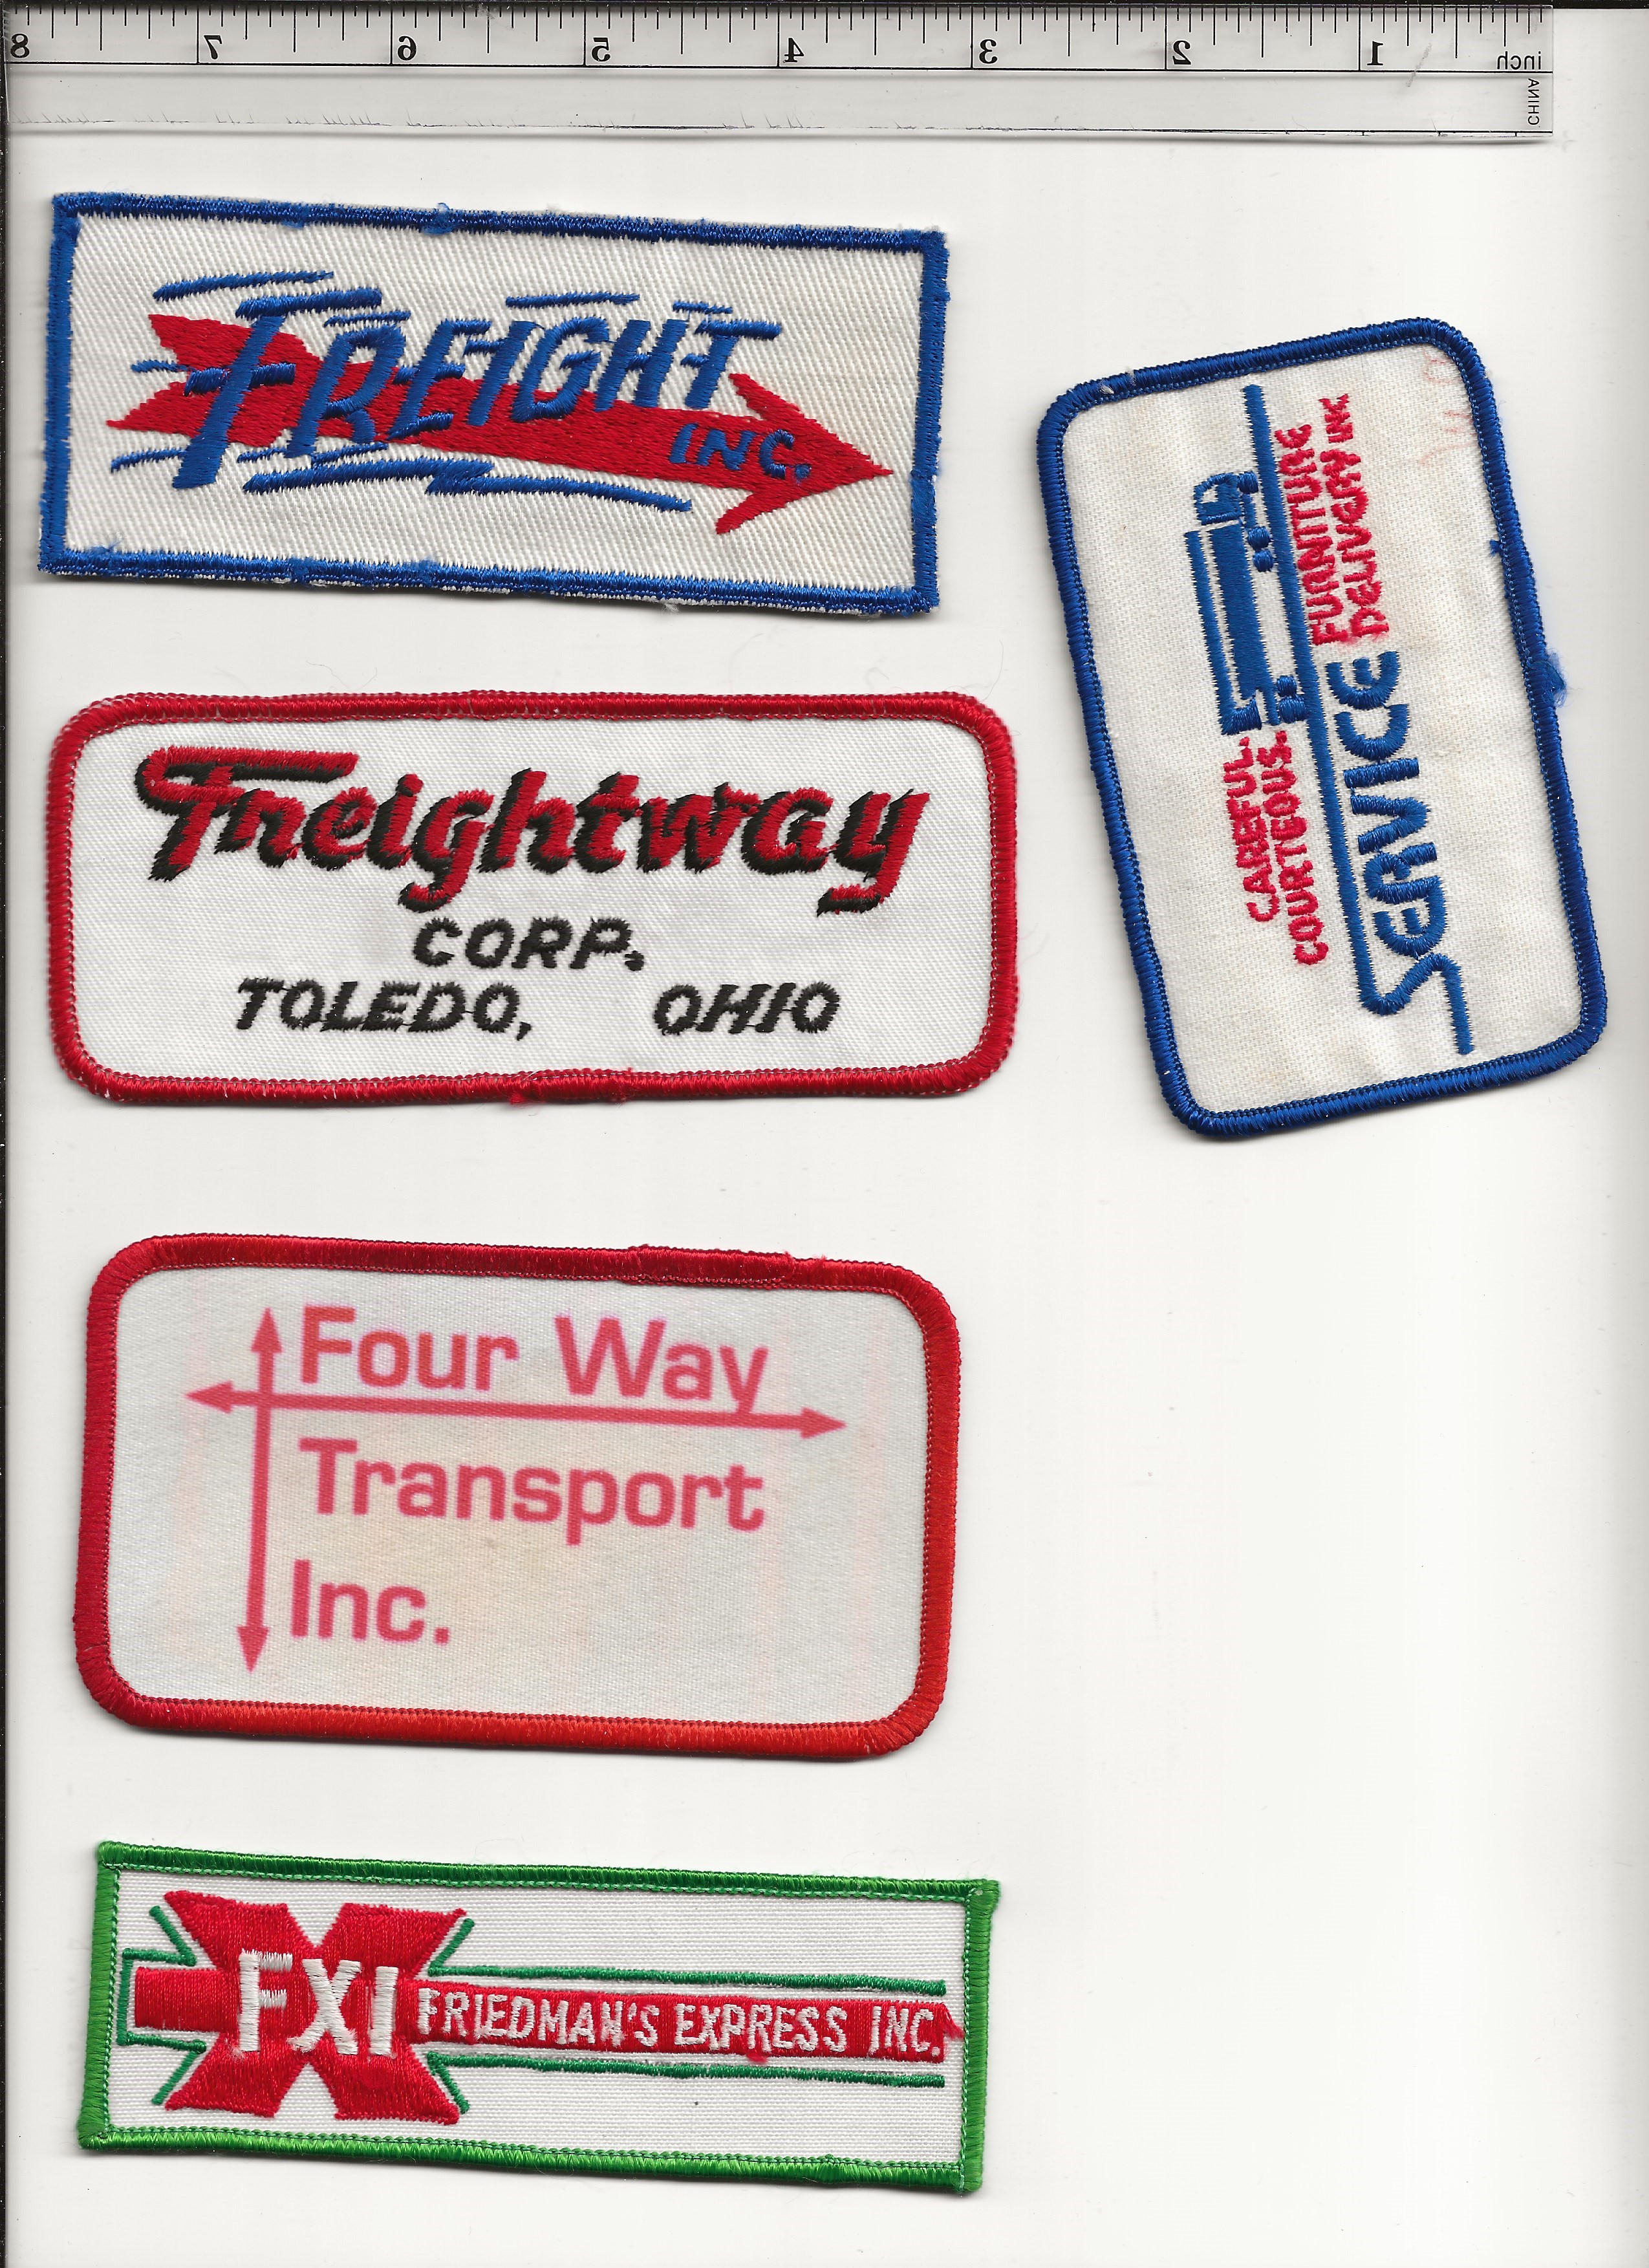 8 7 6 5 4 3 2 1 inch
CHINA
FREIGHT
INC.
CAREFUL.
COURTEOUS.
SERVICE
FURNITURE
DELIVERY INC
Freightway
CORP.
TOLEDO, OHIO
Four Way
Transport
Inc.
FXI
FRIEDMAN'S EXPRESS INC.